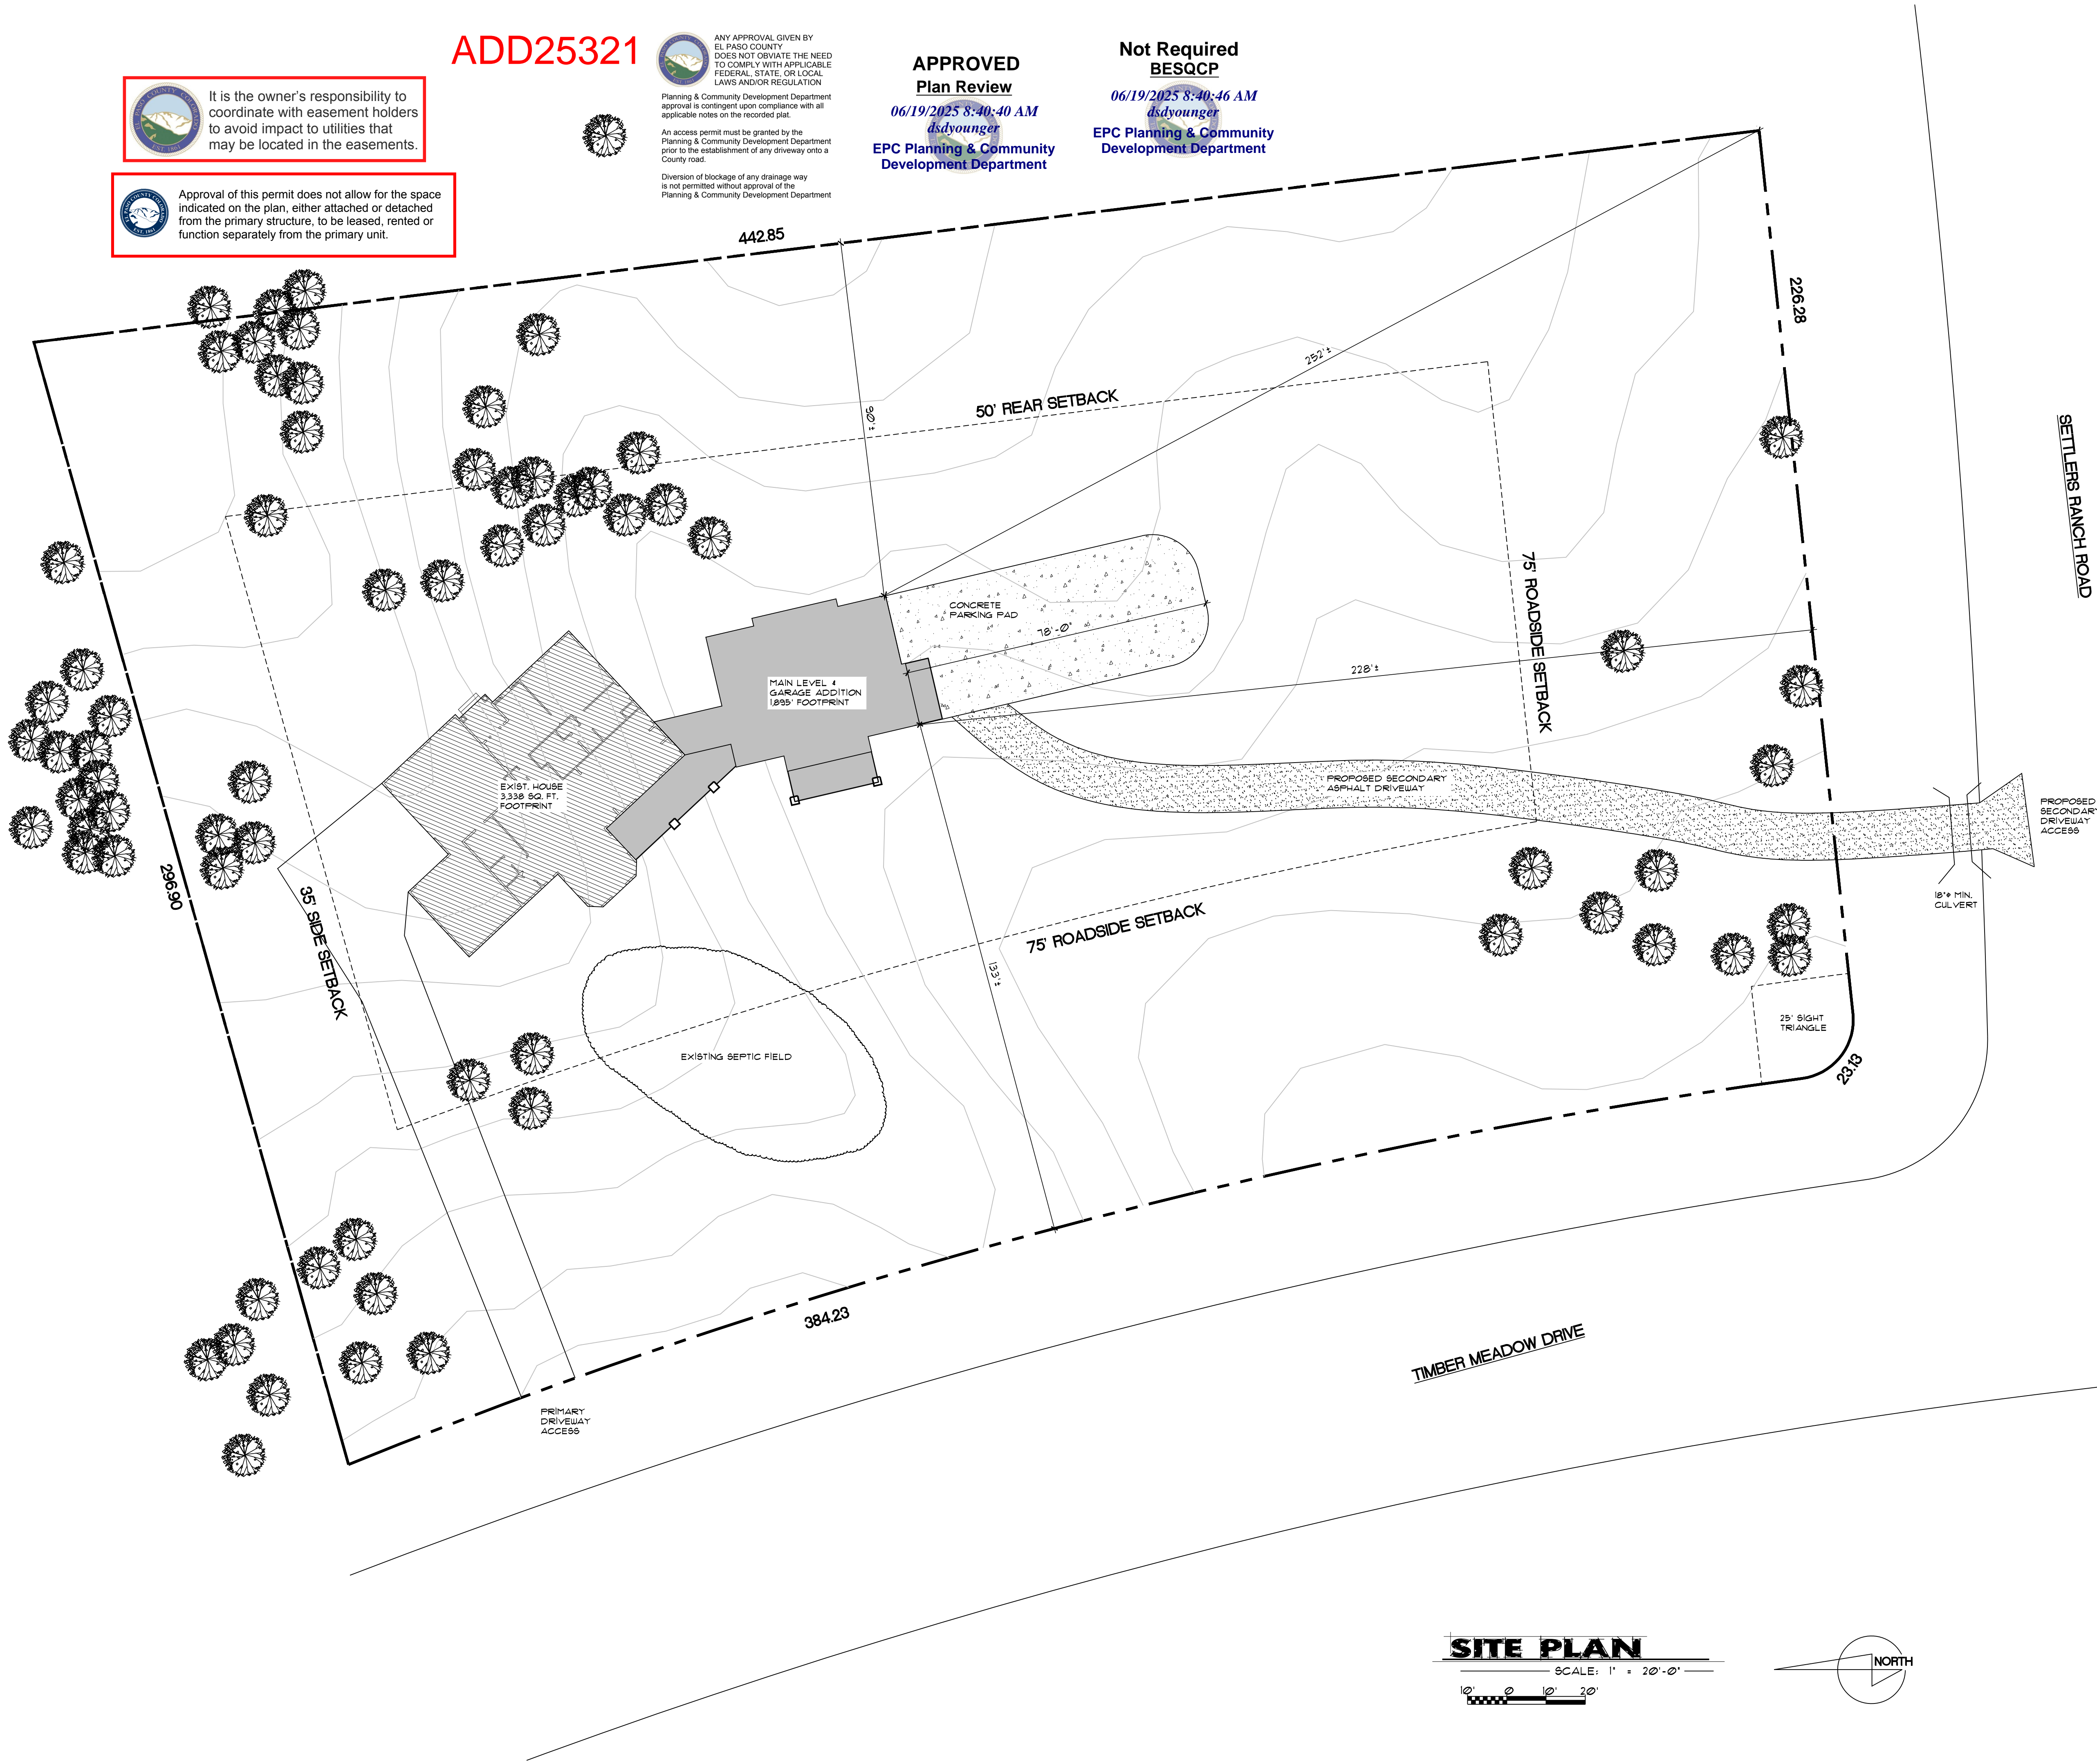 ADD25321
It is the owner's responsibility to
coordinate with easement holders
to avoid impact to utilities that
may be located in the easements.
Approval of this permit does not allow for the space
indicated on the plan, either attached or detached
from the primary structure, to be leased, rented or
function separately from the primary unit.
ANY APPROVAL GIVEN BY
EL PASO COUNTY
DOES NOT OBVIATE THE NEED
TO COMPLY WITH APPLICABLE
FEDERAL, STATE, OR LOCAL
LAWS AND/OR REGULATION
Planning & Community Development Department
approval is contingent upon compliance with all
applicable notes on the recorded plat.
An access permit must be granted by the
Planning & Community Development Department
prior to the establishment of any driveway onto a
County road.
Diversion of blockage of any drainage way
is not permitted without approval of the
Planning & Community Development Department
APPROVED
Plan Review
06/19/2025 8:40:40 AM
dsdyounger
EPC Planning & Community
Development Department
Not Required
BESQCP
06/19/2025 8:40:46 AM
dsdyounger
EPC Planning & Community
Development Department
442.85
226.28
252'±
90'±
50' REAR SETBACK
SETTLERS RANCH ROAD
75' ROADSIDE SETBACK
CONCRETE
PARKING PAD
78'-0"
228'±
MAIN LEVEL &
GARAGE ADDITION
1,895' FOOTPRINT
EXIST. HOUSE
3,338 SQ. FT.
FOOTPRINT
PROPOSED SECONDARY
ASPHALT DRIVEWAY
PROPOSED
SECONDARY
DRIVEWAY
ACCESS
18"ø MIN.
CULVERT
296.90
35' SIDE SETBACK
75' ROADSIDE SETBACK
133'±
25' SIGHT
TRIANGLE
23.13
EXISTING SEPTIC FIELD
384.23
TIMBER MEADOW DRIVE
PRIMARY
DRIVEWAY
ACCESS
SITE PLAN
SCALE: 1" = 20'-0"
10' 0 10' 20'
NORTH